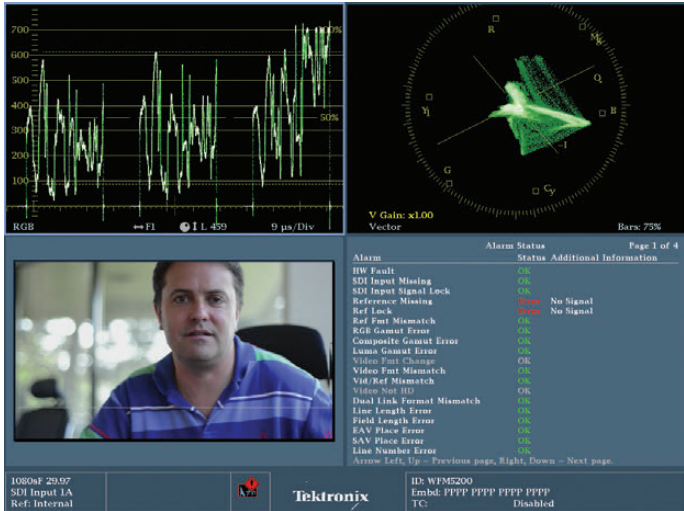 700
600
500
400
300
200
100
100%
50%
RGB
F1
L 459
9 µs/Div
R
Mg
Q
B
Yl
-I
G
Cy
V Gain: x1.00
Vector
Bars: 75%
Alarm Status
Page 1 of 4
Alarm Status Additional Information
HW Fault OK
SDI Input Missing OK
SDI Input Signal Lock OK
Reference Missing Error No Signal
Ref Lock Error No Signal
Ref Fmt Mismatch OK
RGB Gamut Error OK
Composite Gamut Error OK
Luma Gamut Error OK
Video Fmt Change OK
Video Fmt Mismatch OK
Vid/Ref Mismatch OK
Video Not HD OK
Dual Link Format Mismatch OK
Line Length Error OK
Field Length Error OK
EAV Place Error OK
SAV Place Error OK
Line Number Error OK
Arrow Left, Up – Previous page, Right, Down – Next page.
1080sF 29.97
SDI Input 1A
Ref: Internal
Tektronix
ID: WFM5200
Embd: PPPP PPPP PPPP PPPP
TC: Disabled